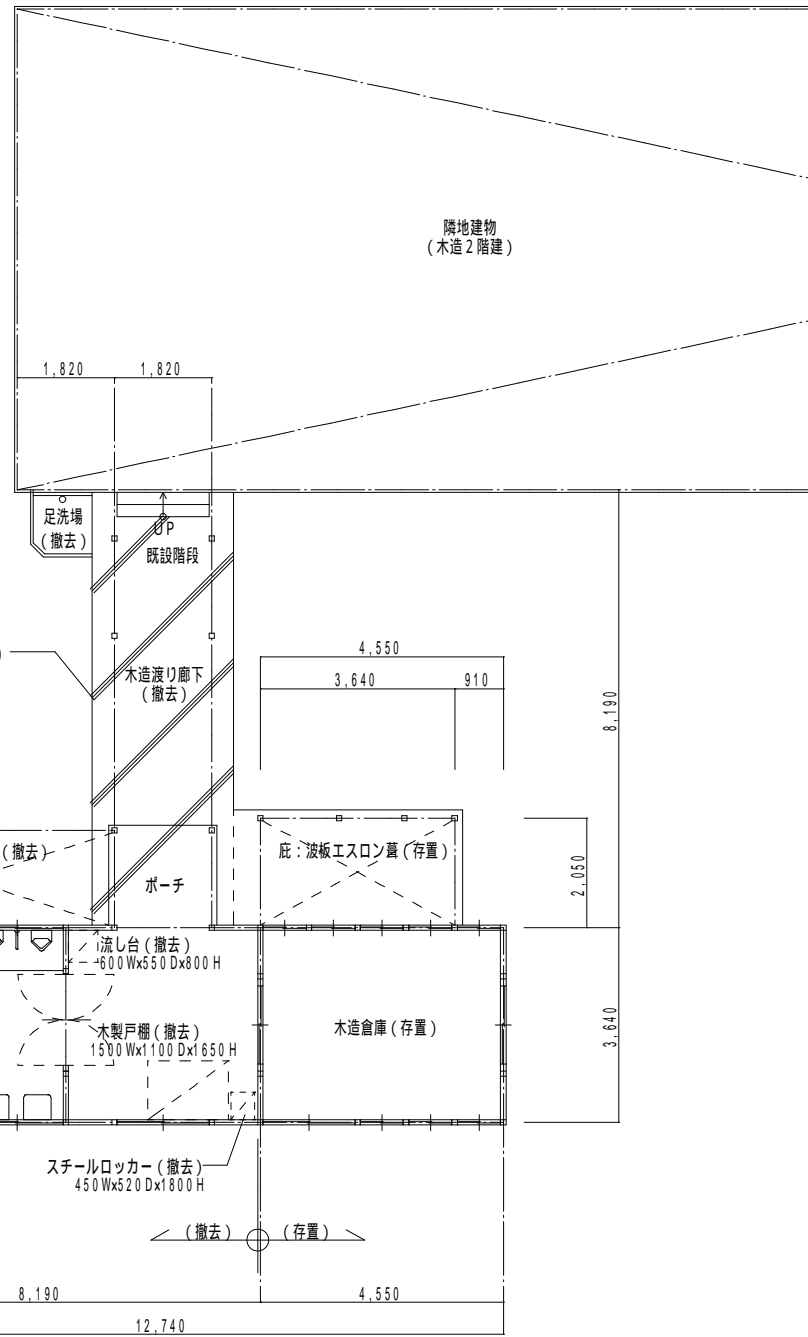 隣地建物
（木造２階建）
1,820
1,820
足洗場
（撤去）
UP
既設階段
）
木造渡り廊下
（撤去）
4,550
3,640
910
8,190
（撤去）
庇：波板エスロン葺（存置）
ポーチ
2,050
流し台（撤去）
600Wx550Dx800H
木製戸棚（撤去）
1500Wx1100Dx1650H
木造倉庫（存置）
3,640
スチールロッカー（撤去）
450Wx520Dx1800H
（撤去）
（存置）
8,190
4,550
12,740